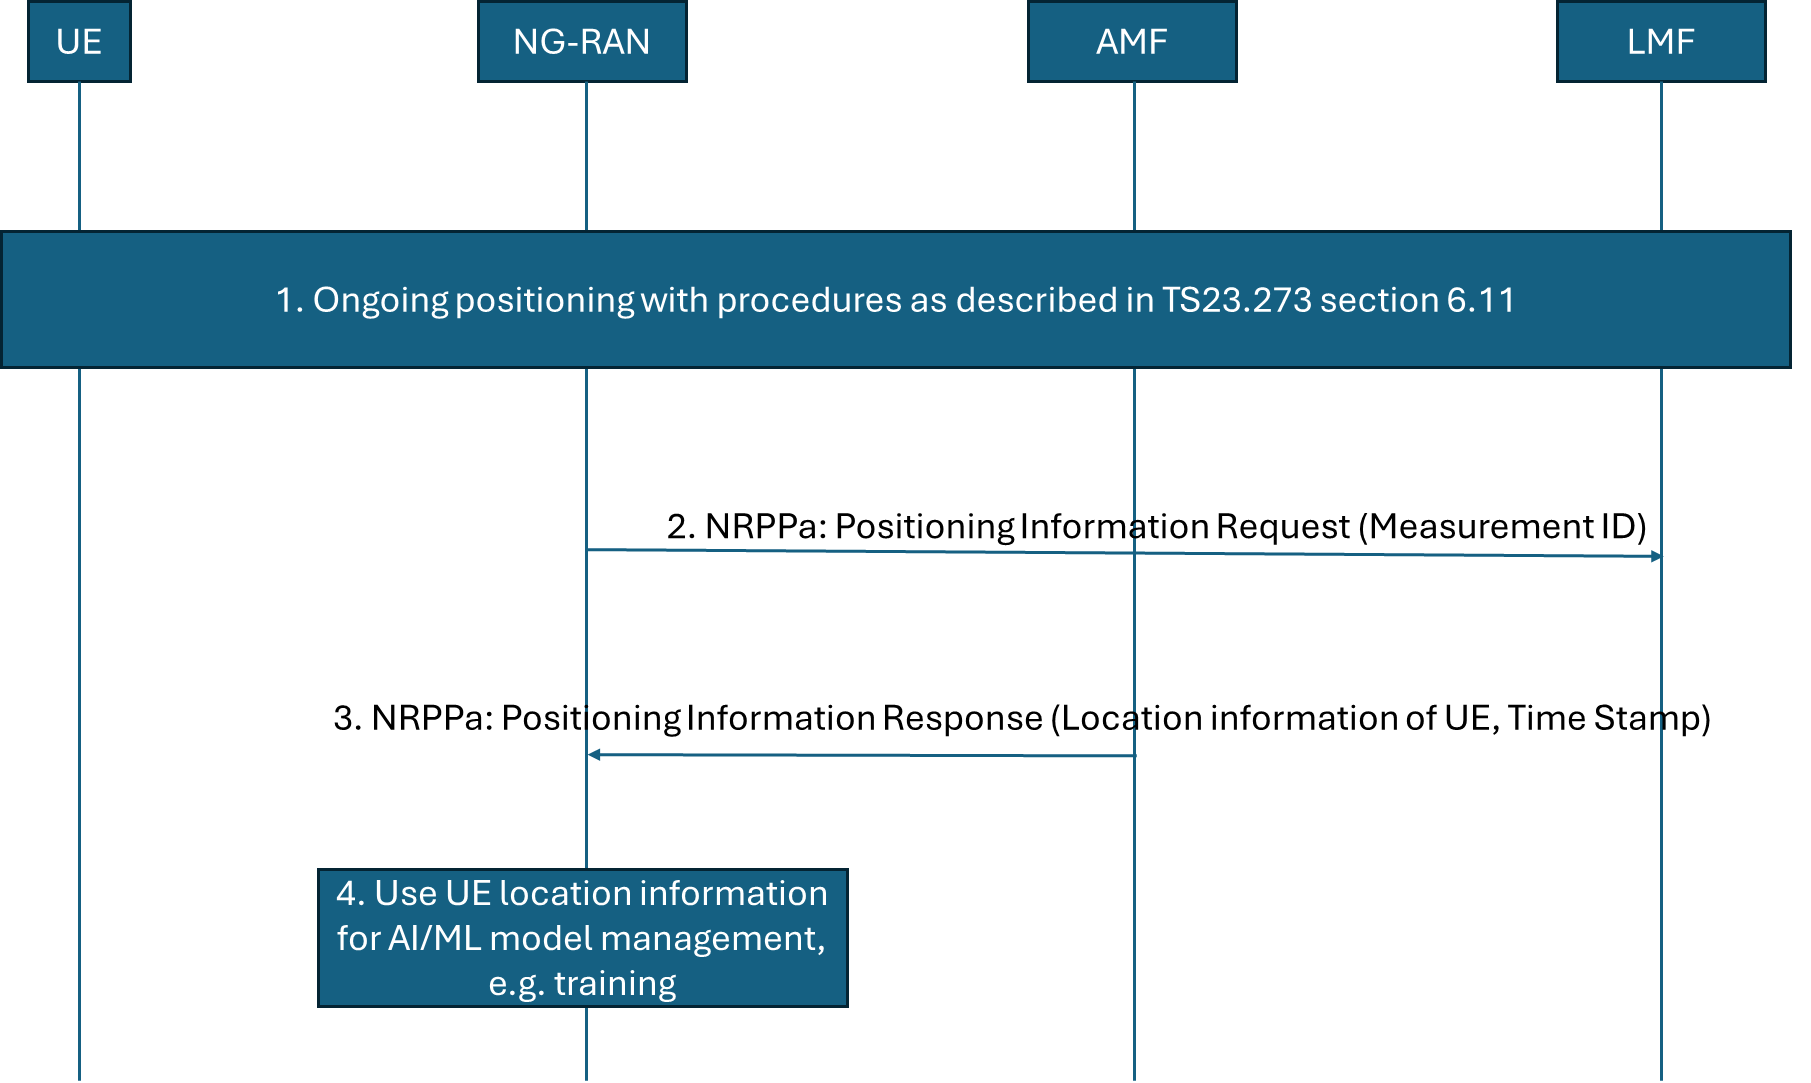 UE
NG-RAN
AMF
LMF
1. Ongoing positioning with procedures as described in TS23.273 section 6.11
2. NRPPa: Positioning Information Request (Measurement ID)
3. NRPPa: Positioning Information Response (Location information of UE, Time Stamp)
4. Use UE location information
for AI/ML model management,
e.g. training